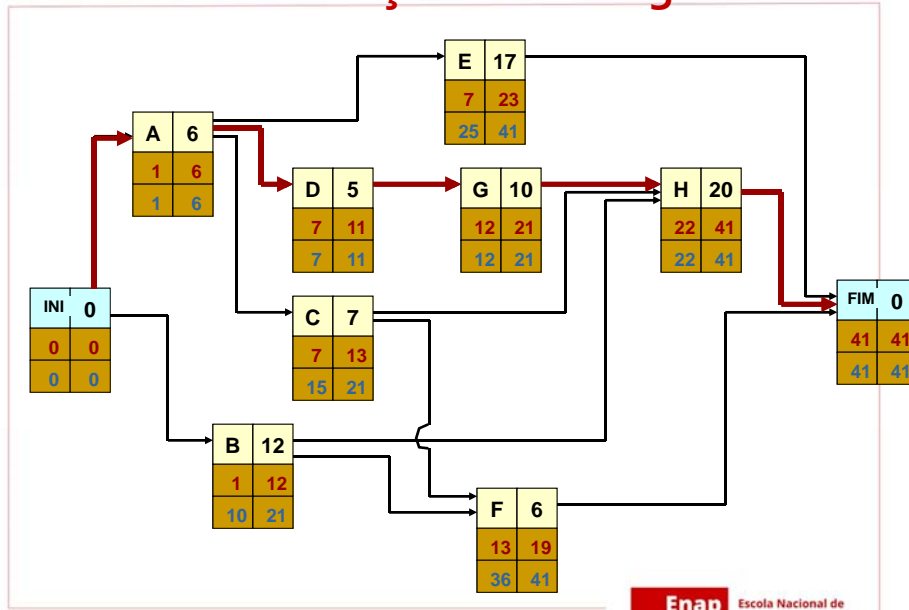 E 17
7 23
25 41
A 6
1 6
1 6
D 5
7 11
7 11
G 10
12 21
12 21
H 20
22 41
22 41
INI 0
0 0
0 0
C 7
7 13
15 21
FIM 0
41 41
41 41
B 12
1 12
10 21
F 6
13 19
36 41
Enap
Escola Nacional de